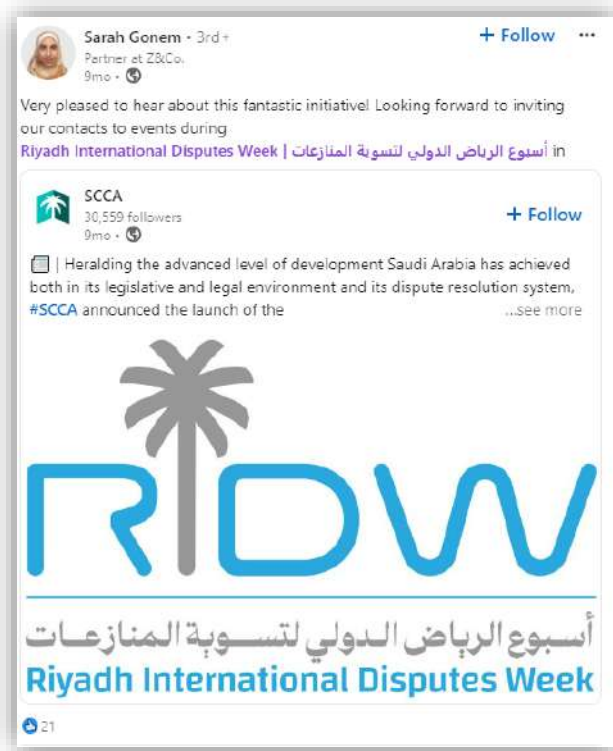 Sarah Gonem • 3rd+
+ Follow ...
Partner at Z&Co.
9mo •
Very pleased to hear about this fantastic initiative! Looking forward to inviting
our contacts to events during
Riyadh International Disputes Week | أسبوع الرياض الدولي لتسوية المنازعات in
SCCA
30,559 followers
+ Follow
9mo •
| Heralding the advanced level of development Saudi Arabia has achieved
both in its legislative and legal environment and its dispute resolution system,
#SCCA announced the launch of the ...see more
RIDW
أسبوع الرياض الدولي لتسوية المنازعات
Riyadh International Disputes Week
21